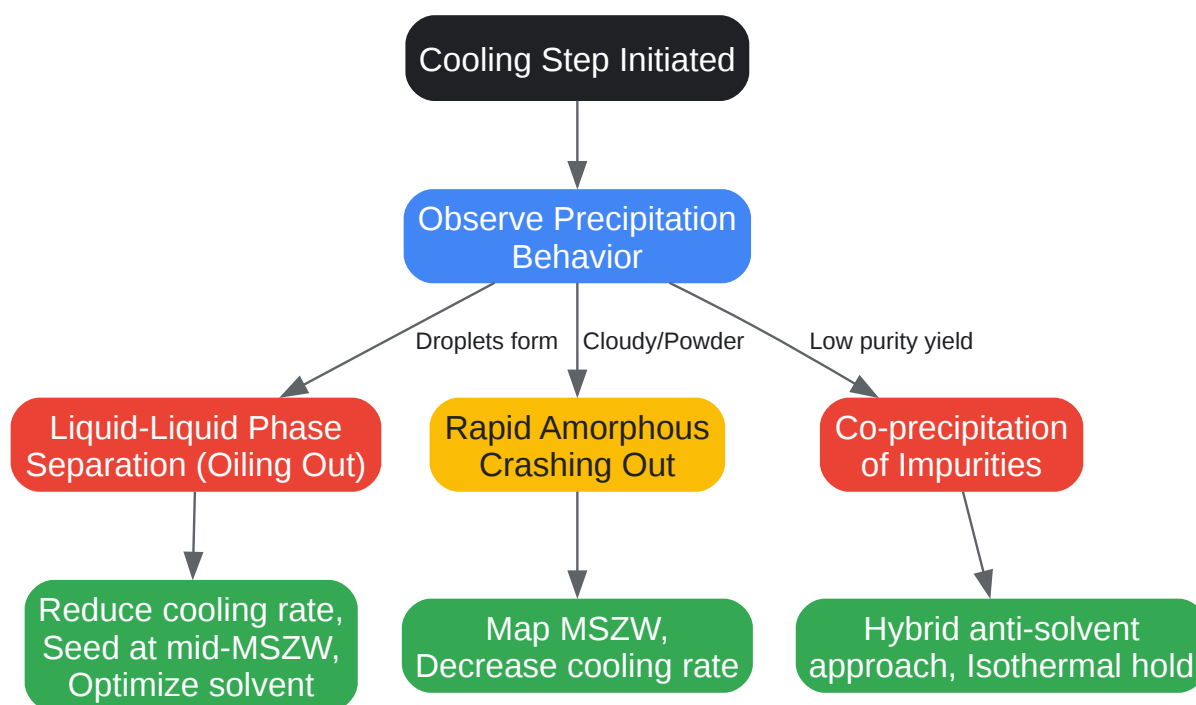 Cooling Step Initiated
Observe Precipitation
Behavior
Droplets form
Cloudy/Powder
Low purity yield
Liquid-Liquid Phase
Separation (Oiling Out)
Rapid Amorphous
Crashing Out
Co-precipitation
of Impurities
Reduce cooling rate,
Seed at mid-MSZW,
Optimize solvent
Map MSZW,
Decrease cooling rate
Hybrid anti-solvent
approach, Isothermal hold